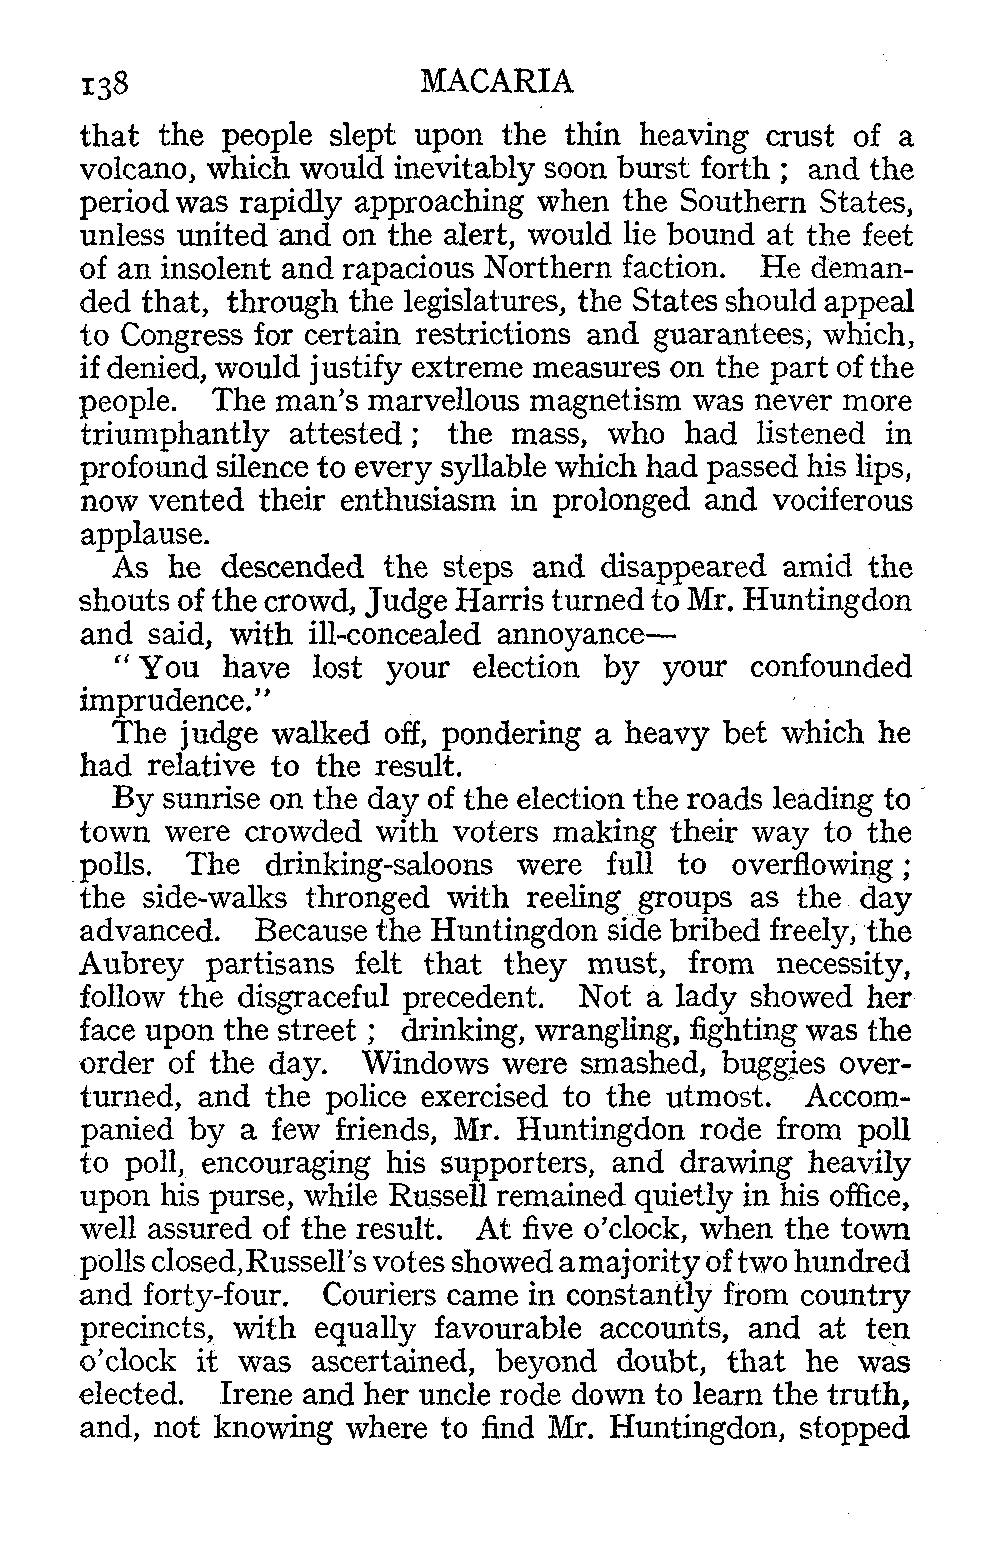 138 MACARIA
that the people slept upon the thin heaving crust of a
volcano, which would inevitably soon burst forth ; and the
period was rapidly approaching when the Southern States,
unless united and on the alert, would lie bound at the feet
of an insolent and rapacious Northern faction. He deman-
ded that, through the legislatures, the States should appeal
to Congress for certain restrictions and guarantees, which,
if denied, would justify extreme measures on the part of the
people. The man's marvellous magnetism was never more
triumphantly attested ; the mass, who had listened in
profound silence to every syllable which had passed his lips,
now vented their enthusiasm in prolonged and vociferous
applause.
As he descended the steps and disappeared amid the
shouts of the crowd, Judge Harris turned to Mr. Huntingdon
and said, with ill-concealed annoyance—
" You have lost your election by your confounded
imprudence."
The judge walked off, pondering a heavy bet which he
had relative to the result.
By sunrise on the day of the election the roads leading to
town were crowded with voters making their way to the
polls. The drinking-saloons were full to overflowing ;
the side-walks thronged with reeling groups as the day
advanced. Because the Huntingdon side bribed freely, the
Aubrey partisans felt that they must, from necessity,
follow the disgraceful precedent. Not a lady showed her
face upon the street ; drinking, wrangling, fighting was the
order of the day. Windows were smashed, buggies over-
turned, and the police exercised to the utmost. Accom-
panied by a few friends, Mr. Huntingdon rode from poll
to poll, encouraging his supporters, and drawing heavily
upon his purse, while Russell remained quietly in his office,
well assured of the result. At five o'clock, when the town
polls closed, Russell's votes showed a majority of two hundred
and forty-four. Couriers came in constantly from country
precincts, with equally favourable accounts, and at ten
o'clock it was ascertained, beyond doubt, that he was
elected. Irene and her uncle rode down to learn the truth,
and, not knowing where to find Mr. Huntingdon, stopped